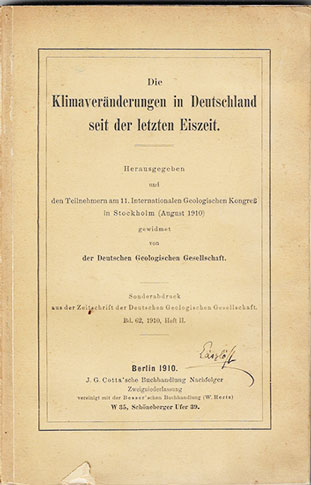 Die
Klimaveränderungen in Deutschland
seit der letzten Eiszeit.
Herausgegeben
und
den Teilnehmern am 11. Internationalen Geologischen Kongreß
in Stockholm (August 1910)
gewidmet
von
der Deutschen Geologischen Gesellschaft.
Sonderabdruck
aus der Zeitschrift der Deutschen Geologischen Gesellschaft.
Bd. 62, 1910, Heft II.
Berlin 1910.
J. G. Cotta'sche Buchhandlung Nachfolger
Zweigniederlassung
vereinigt mit der Besser'schen Buchhandlung (W. Hertz)
W 35, Schöneberger Ufer 39.